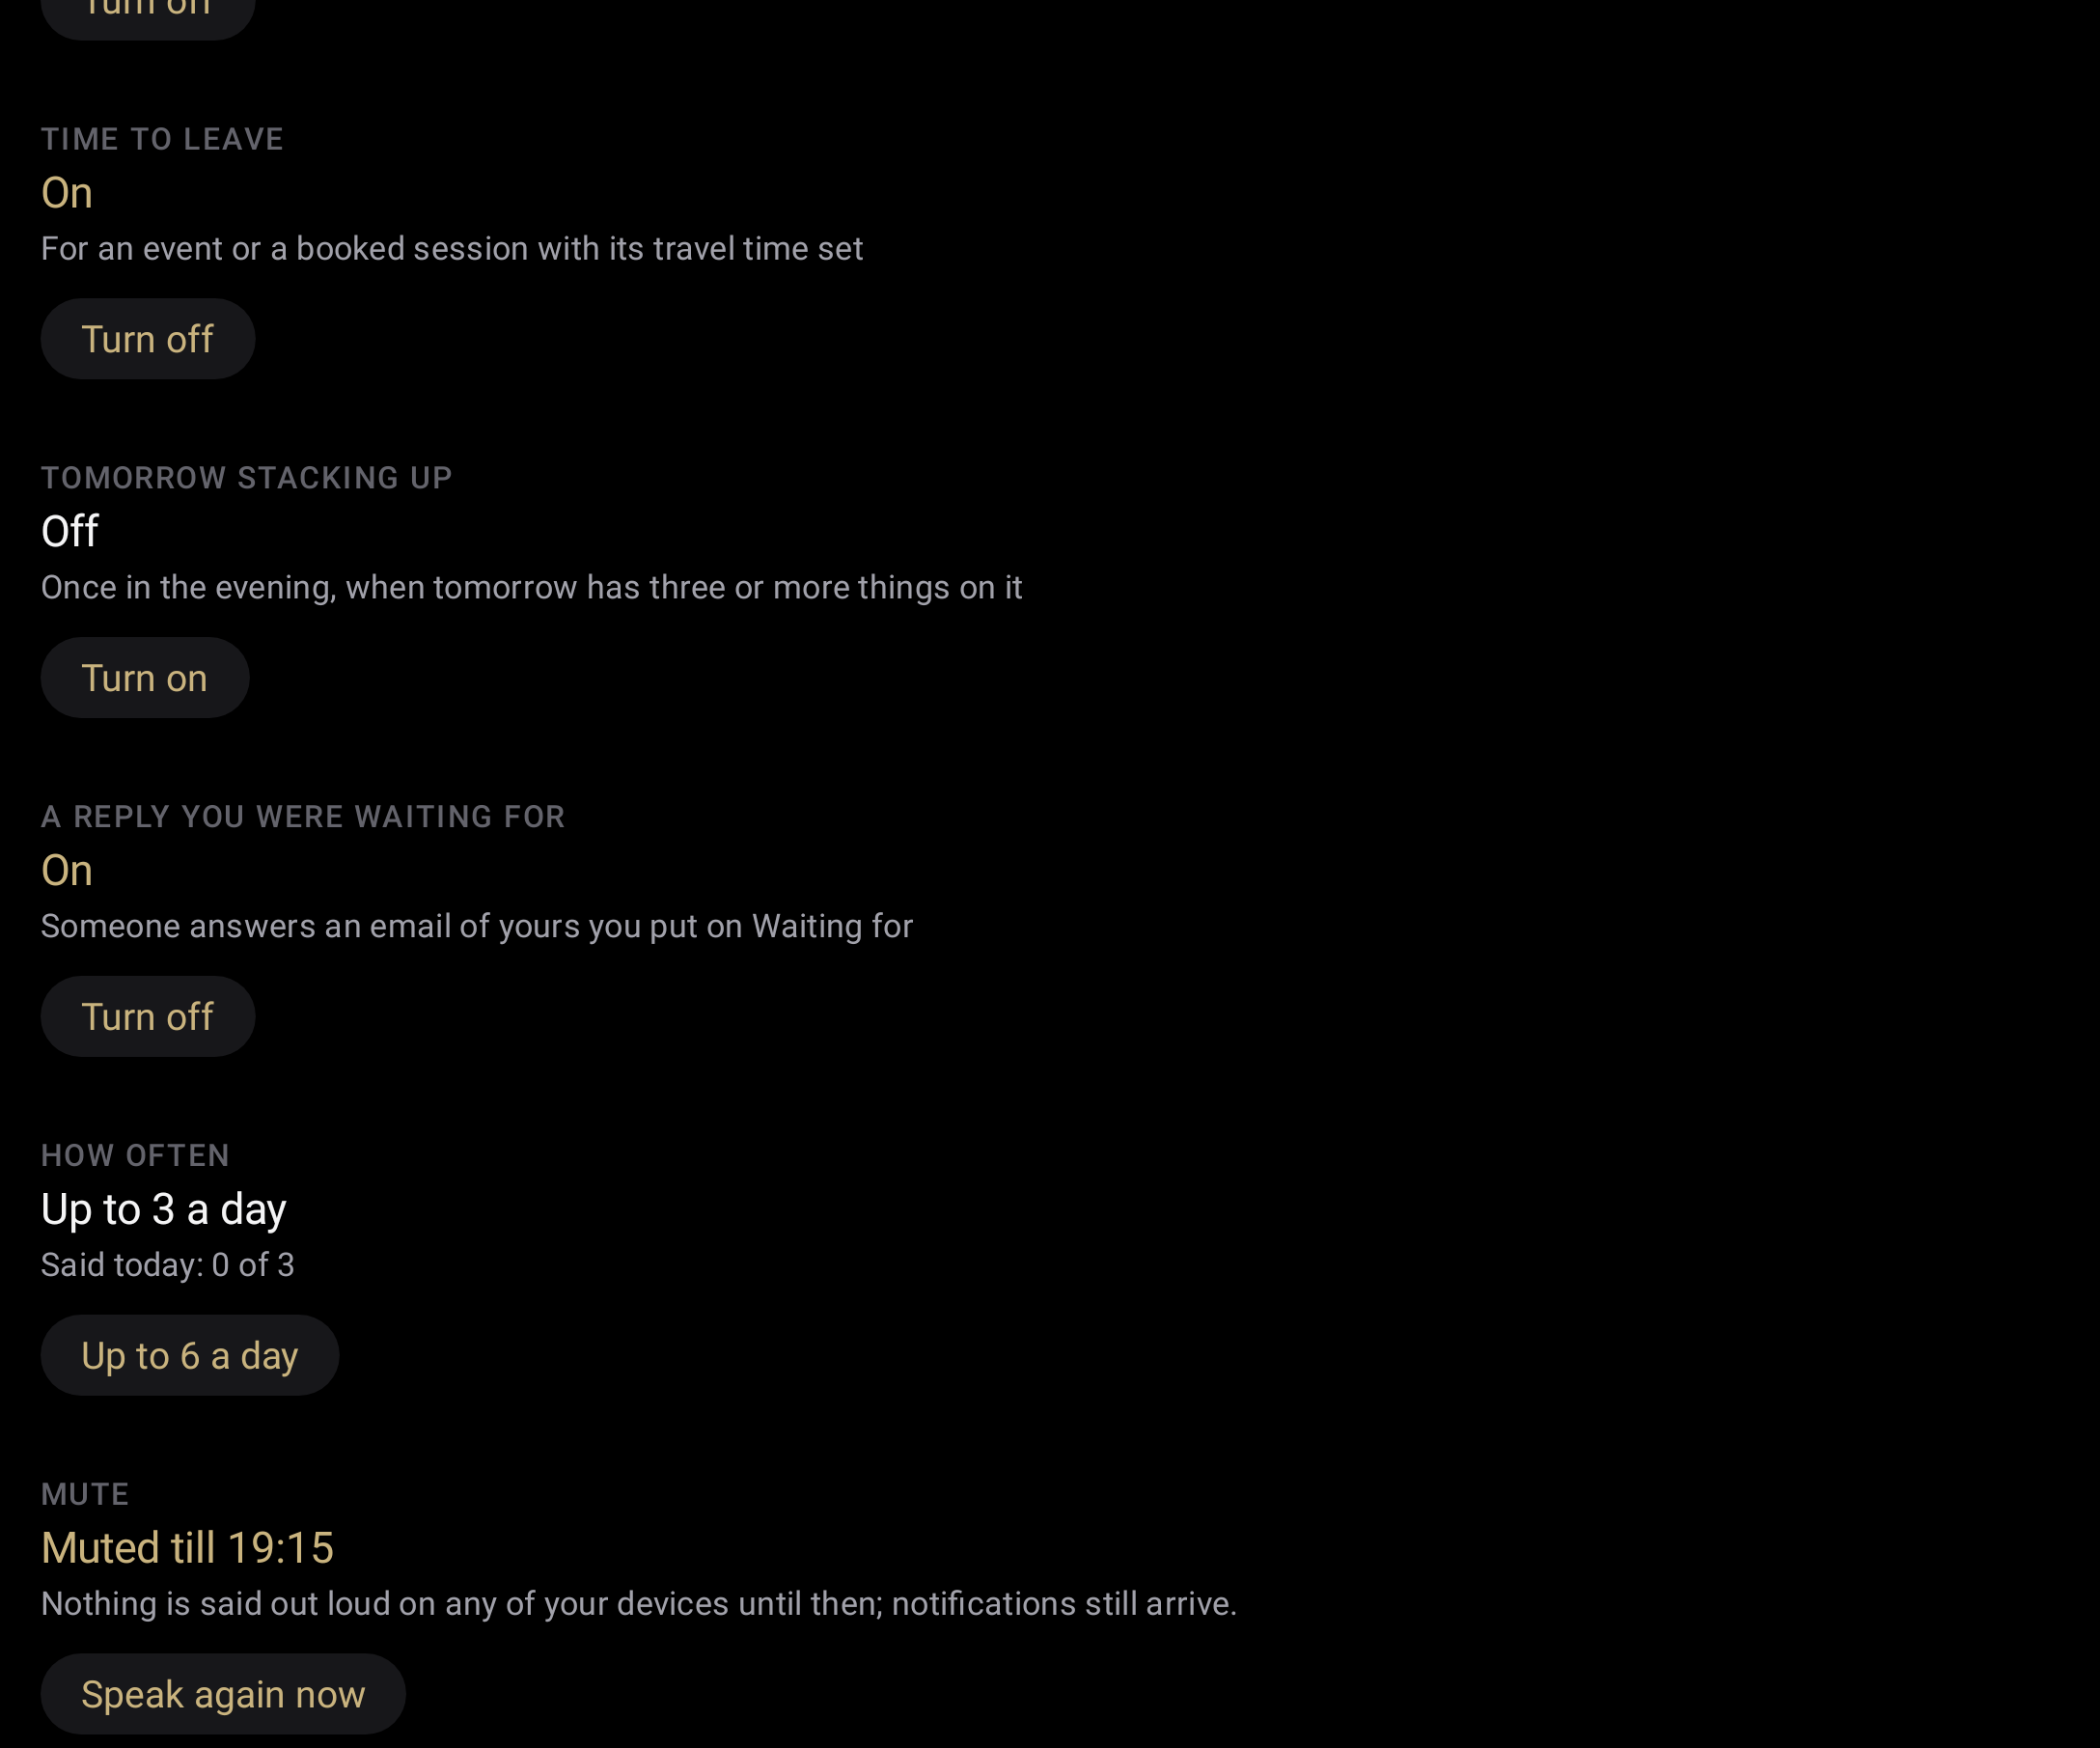 Turn off
TIME TO LEAVE
On
For an event or a booked session with its travel time set
Turn off
TOMORROW STACKING UP
Off
Once in the evening, when tomorrow has three or more things on it
Turn on
A REPLY YOU WERE WAITING FOR
On
Someone answers an email of yours you put on Waiting for
Turn off
HOW OFTEN
Up to 3 a day
Said today: 0 of 3
Up to 6 a day
MUTE
Muted till 19:15
Nothing is said out loud on any of your devices until then; notifications still arrive.
Speak again now